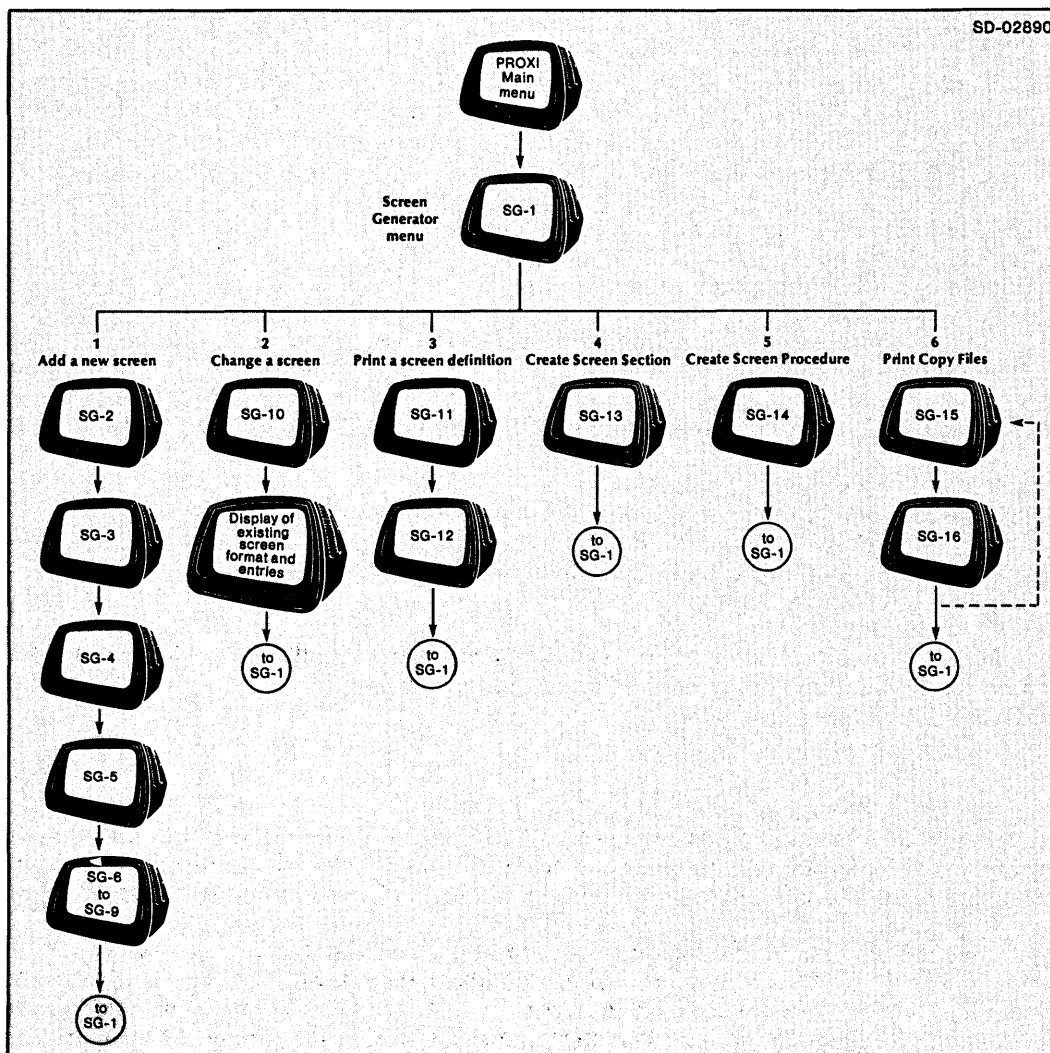 SD-02890
PROXI
Main
menu
Screen
Generator
menu
SG-1
1
Add a new screen
2
Change a screen
3
Print a screen definition
4
Create Screen Section
5
Create Screen Procedure
6
Print Copy Files
SG-2
SG-10
SG-11
SG-13
SG-14
SG-15
SG-3
Display of
existing
screen
format and
entries
SG-12
to
SG-1
to
SG-1
SG-16
SG-4
to
SG-1
to
SG-1
to
SG-1
SG-5
SG-6
to
SG-9
to
SG-1